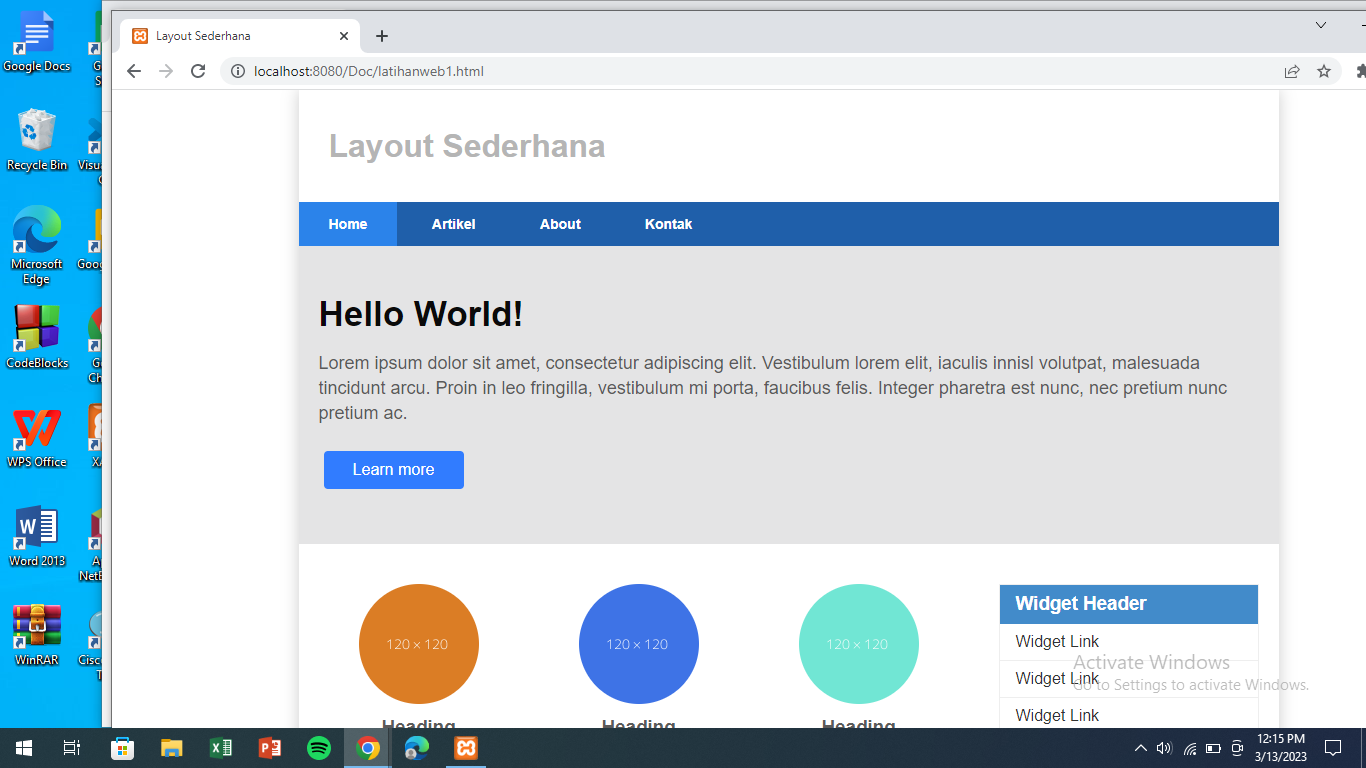 Layout Sederhana
localhost:8080/Doc/latihanweb1.html
Google Docs
Recycle Bin
Microsoft
Edge
CodeBlocks
WPS Office
Word 2013
WinRAR
Layout Sederhana
Home Artikel About Kontak
Hello World!
Lorem ipsum dolor sit amet, consectetur adipiscing elit. Vestibulum lorem elit, iaculis innisl volutpat, malesuada
tincidunt arcu. Proin in leo fringilla, vestibulum mi porta, faucibus felis. Integer pharetra est nunc, nec pretium nunc
pretium ac.
Learn more
120 × 120 120 × 120 120 × 120
Heading Heading Heading
Widget Header
Widget Link
Widget Link
Widget Link
Activate Windows
Go to Settings to activate Windows.
12:15 PM
3/13/2023